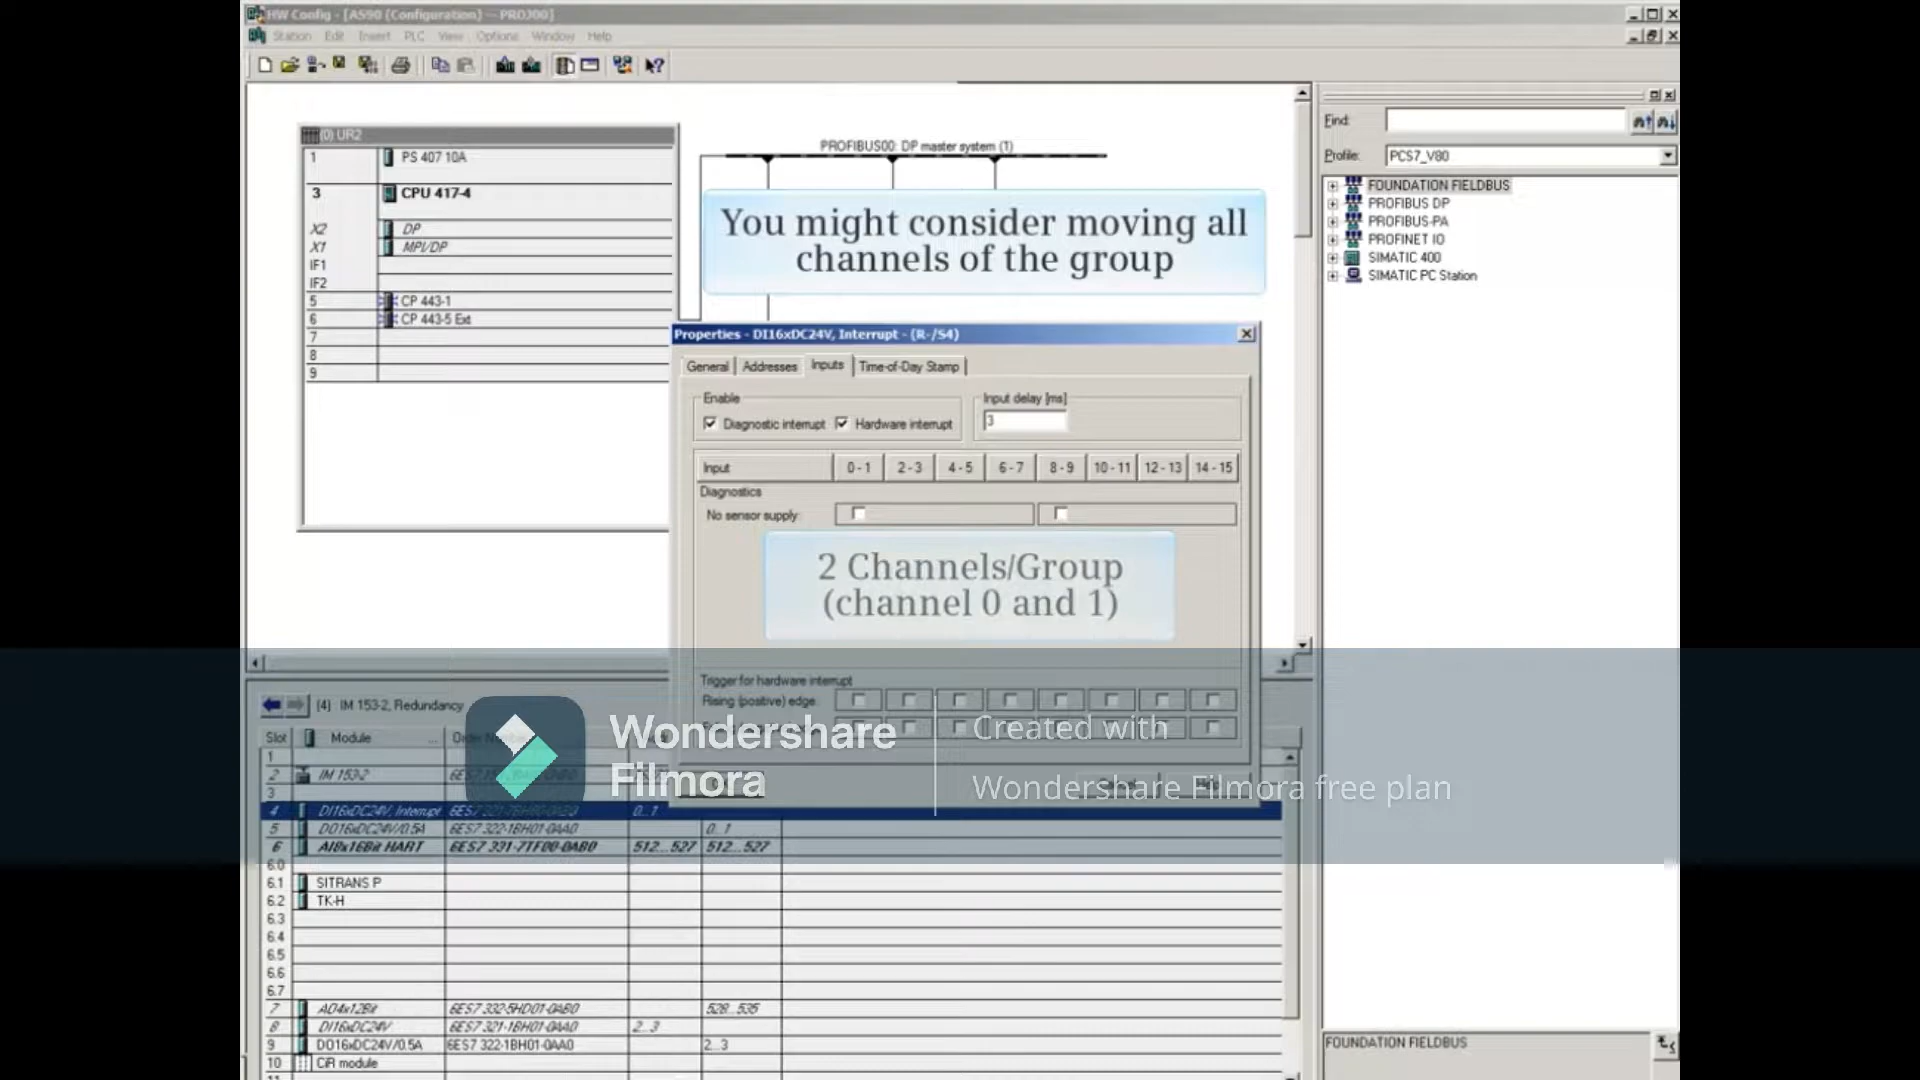 HW Config - [AS90 (Configuration) -- PROJ00]
Station Edit Insert PLC View Options Window Help
(0) UR2
1 PS 407 10A
3 CPU 417-4
X2 DP
X1 MPI/DP
IF1
IF2
5 CP 443-1
6 CP 443-5 Ext
7
8
9
PROFIBUS00: DP master system (1)
You might consider moving all
channels of the group
Properties - DI16xDC24V, Interrupt - (R-/S4)
General Addresses Inputs Time-of-Day Stamp
Enable
Diagnostic interrupt Hardware interrupt
Input delay [ms]
3
Input 0 - 1 2 - 3 4 - 5 6 - 7 8 - 9 10 - 11 12 - 13 14 - 15
Diagnostics
No sensor supply:
2 Channels/Group
(channel 0 and 1)
Trigger for hardware interrupt
Rising (positive) edge:
Find:
Profile: PCS7_V80
FOUNDATION FIELDBUS
PROFIBUS DP
PROFIBUS-PA
PROFINET IO
SIMATIC 400
SIMATIC PC Station
FOUNDATION FIELDBUS
(4) IM 153-2, Redundancy
Slot Module ...
1
2 IM 153-2
3
4 DI16xDC24V, Interrupt 0...1
5 DO16xDC24V/0.5A 6ES7 322-1BH01-0AA0 0...1
6 AI8x16Bit HART 6ES7 331-7TF00-0AB0 512...527 512...527
6.0
6.1 SITRANS P
6.2 TK-H
6.3
6.4
6.5
6.6
6.7
7 AO4x12Bit 6ES7 332-5HD01-0AB0 528...535
8 DI16xDC24V 6ES7 321-1BH01-0AA0 2...3
9 DO16xDC24V/0.5A 6ES7 322-1BH01-0AA0 2...3
10 CiR module
Wondershare
Filmora
Created with
Wondershare Filmora free plan